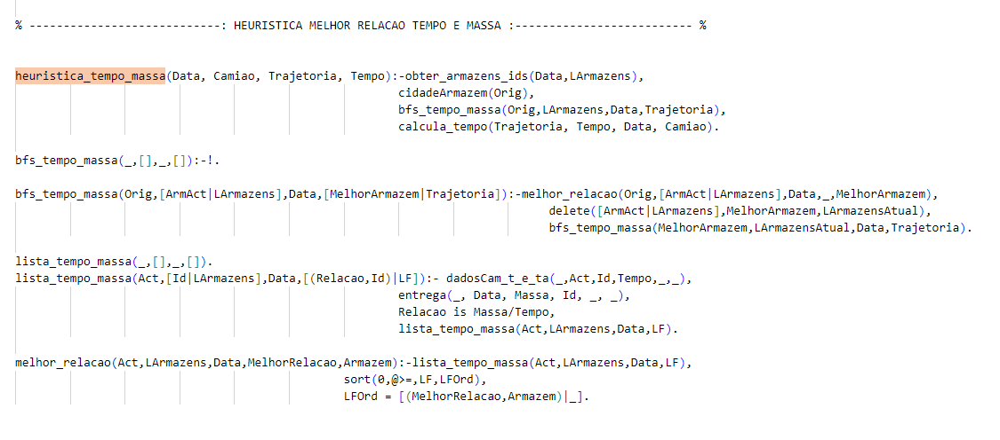 % ----------------------------: HEURISTICA MELHOR RELACAO TEMPO E MASSA :-------------------------- %
heuristica_tempo_massa(Data, Camiao, Trajetoria, Tempo):-obter_armazens_ids(Data,LArmazens),
cidadeArmazem(Orig),
bfs_tempo_massa(Orig,LArmazens,Data,Trajetoria),
calcula_tempo(Trajetoria, Tempo, Data, Camiao).
bfs_tempo_massa(_,[],_,[]):-!.
bfs_tempo_massa(Orig,[ArmAct|LArmazens],Data,[MelhorArmazem|Trajetoria]):-melhor_relacao(Orig,[ArmAct|LArmazens],Data,_,MelhorArmazem),
delete([ArmAct|LArmazens],MelhorArmazem,LArmazensAtual),
bfs_tempo_massa(MelhorArmazem,LArmazensAtual,Data,Trajetoria).
lista_tempo_massa(_,[],_,[]).
lista_tempo_massa(Act,[Id|LArmazens],Data,[(Relacao,Id)|LF]):- dadosCam_t_e_ta(_,Act,Id,Tempo,_,_),
entrega(_, Data, Massa, Id, _, _),
Relacao is Massa/Tempo,
lista_tempo_massa(Act,LArmazens,Data,LF).
melhor_relacao(Act,LArmazens,Data,MelhorRelacao,Armazem):-lista_tempo_massa(Act,LArmazens,Data,LF),
sort(0,@>=,LF,LFOrd),
LFOrd = [(MelhorRelacao,Armazem)|_].